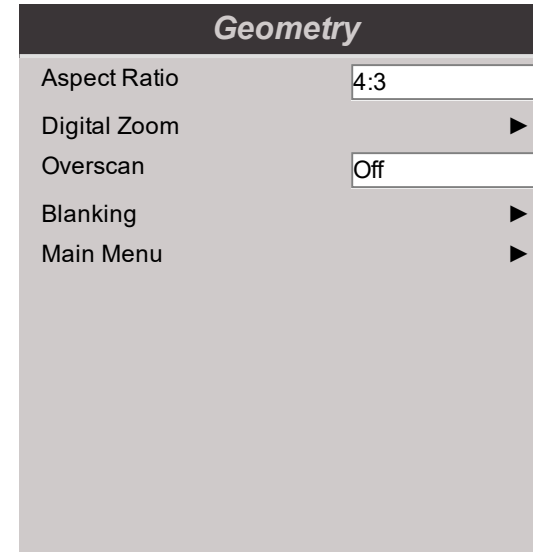 Geometry
Aspect Ratio 4:3
Digital Zoom ►
Overscan Off
Blanking ►
Main Menu ►